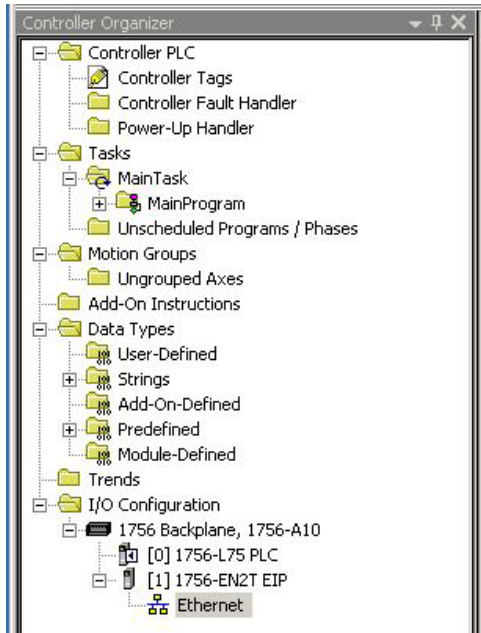 Controller Organizer
Controller PLC
Controller Tags
Controller Fault Handler
Power-Up Handler
Tasks
MainTask
MainProgram
Unscheduled Programs / Phases
Motion Groups
Ungrouped Axes
Add-On Instructions
Data Types
User-Defined
Strings
Add-On-Defined
Predefined
Module-Defined
Trends
I/O Configuration
1756 Backplane, 1756-A10
[0] 1756-L75 PLC
[1] 1756-EN2T EIP
Ethernet